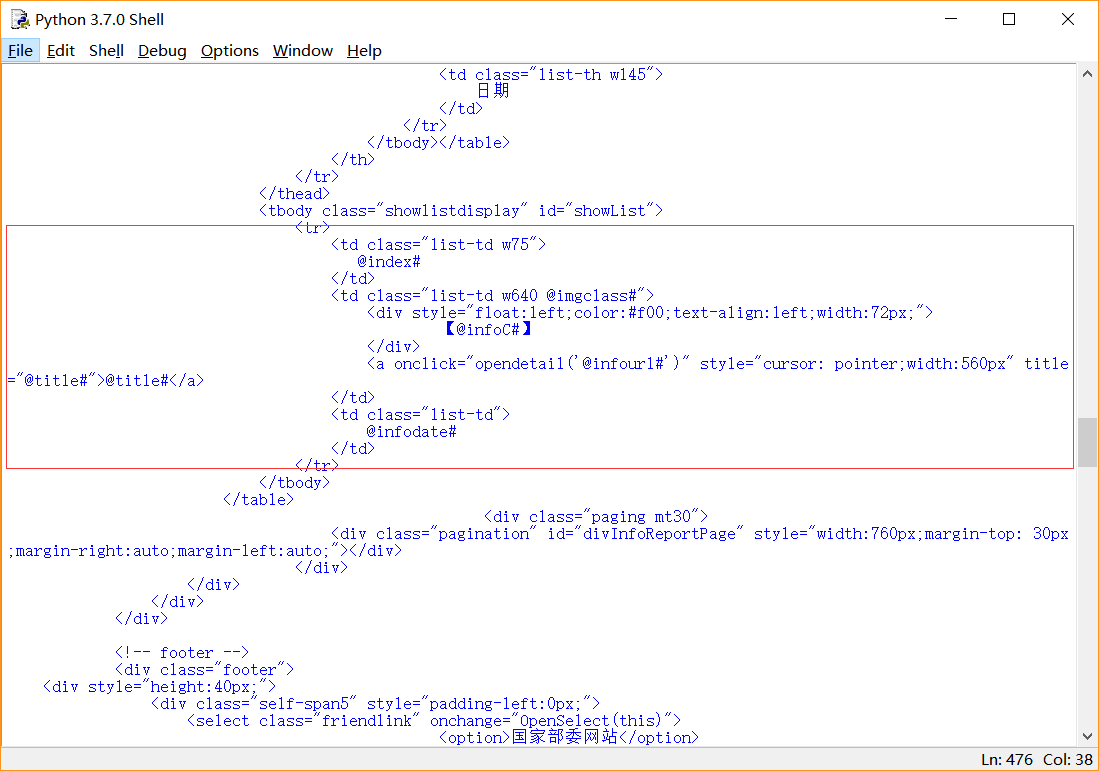 Python 3.7.0 Shell
File Edit Shell Debug Options Window Help
<td class="list-th w145">
日期
</td>
</tr>
</tbody></table>
</th>
</tr>
</thead>
<tbody class="showlistdisplay" id="showList">
<tr>
<td class="list-td w75">
@index#
</td>
<td class="list-td w640 @imgclass#">
<div style="float:left;color:#f00;text-align:left;width:72px;">
【@infoC#】
</div>
<a onclick="opendetail('@infourl#')" style="cursor: pointer;width:560px" title
="@title#">@title#</a>
</td>
<td class="list-td">
@infodate#
</td>
</tr>
</tbody>
</table>
<div class="paging mt30">
<div class="pagination" id="divInfoReportPage" style="width:760px;margin-top: 30px
;margin-right:auto;margin-left:auto;"></div>
</div>
</div>
</div>
</div>
<!-- footer -->
<div class="footer">
<div style="height:40px;">
<div class="self-span5" style="padding-left:0px;">
<select class="friendlink" onchange="OpenSelect(this)">
<option>国家部委网站</option>
Ln: 476 Col: 38